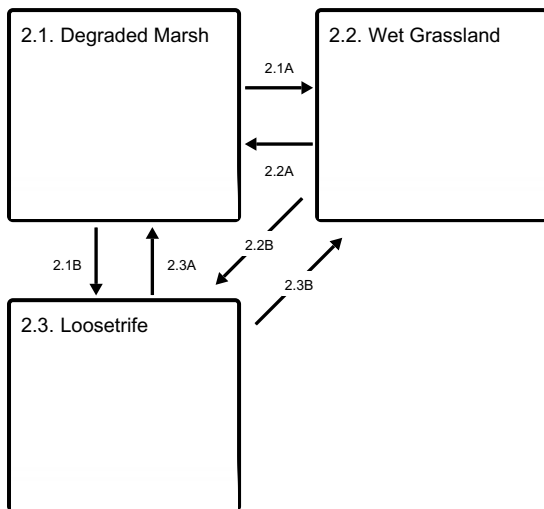 2.1. Degraded Marsh
2.2. Wet Grassland
2.1A
2.2A
2.2B
2.1B
2.3A
2.3B
2.3. Loosetrife